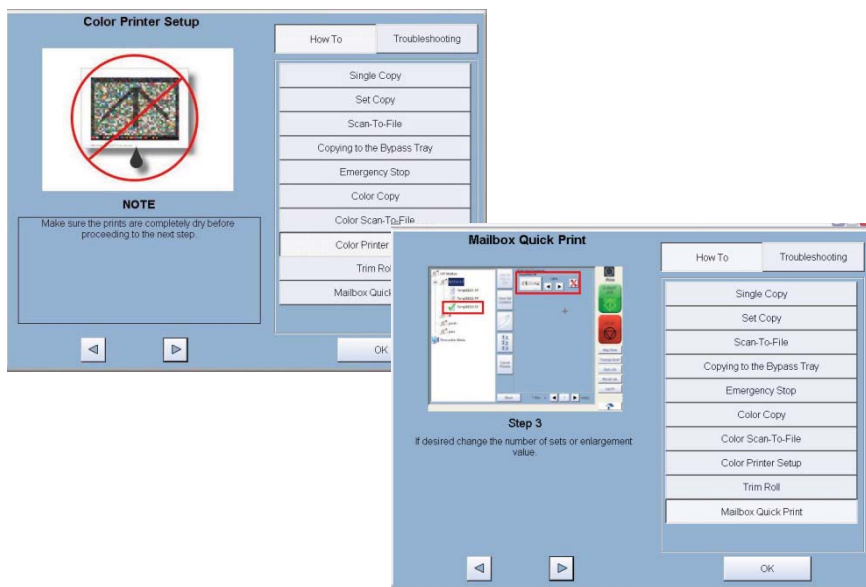 Color Printer Setup
How To
Troubleshooting
Single Copy
Set Copy
Scan-To-File
Copying to the Bypass Tray
Emergency Stop
Color Copy
Color Scan-To-File
Color Printer
Trim Rol
Mailbox Quick
NOTE
Make sure the prints are completely dry before
proceeding to the next step.
OK
Mailbox Quick Print
How To
Troubleshooting
Single Copy
Set Copy
Scan-To-File
Copying to the Bypass Tray
Emergency Stop
Color Copy
Color Scan-To-File
Color Printer Setup
Trim Roll
Mailbox Quick Print
Step 3
If desired change the number of sets or enlargement
value.
OK